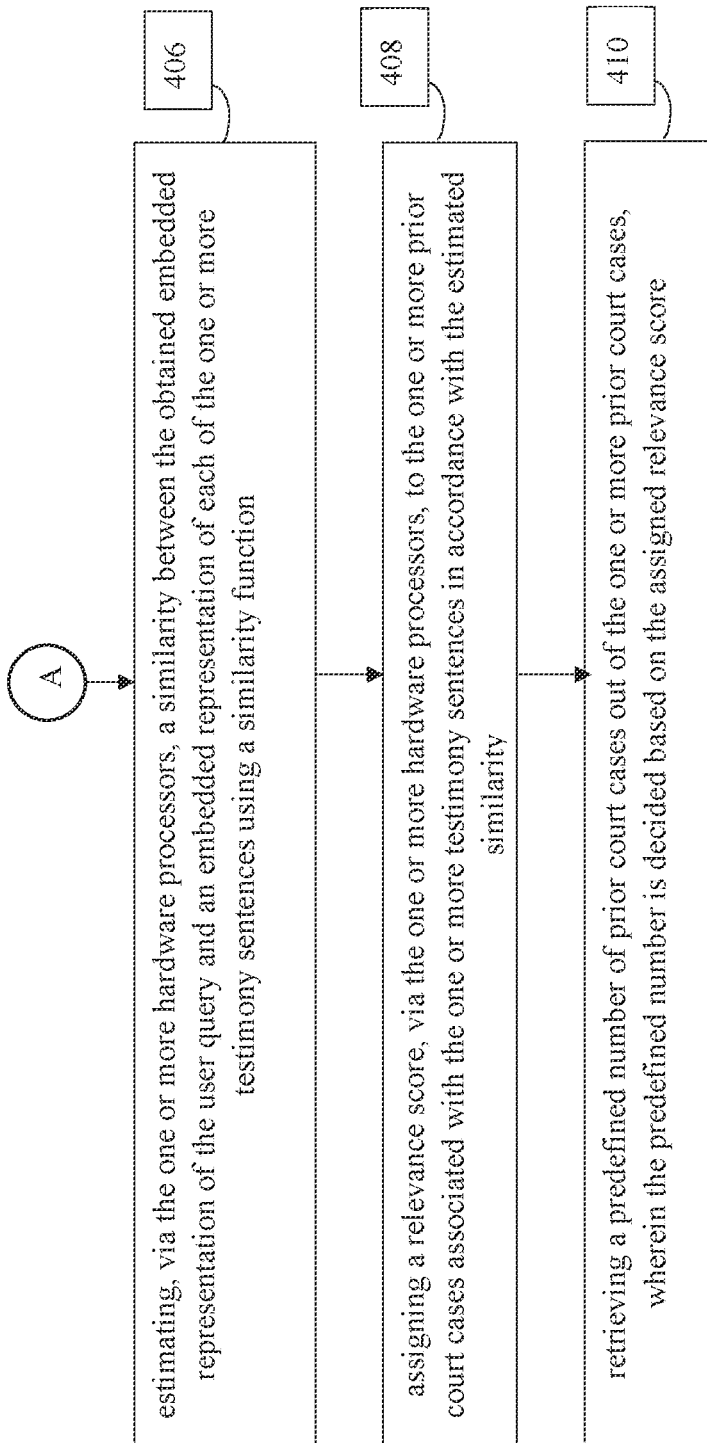 A
estimating, via the one or more hardware processors, a similarity between the obtained embedded
representation of the user query and an embedded representation of each of the one or more
testimony sentences using a similarity function
406
assigning a relevance score, via the one or more hardware processors, to the one or more prior
court cases associated with the one or more testimony sentences in accordance with the estimated
similarity
408
retrieving a predefined number of prior court cases out of the one or more prior court cases,
wherein the predefined number is decided based on the assigned relevance score
410